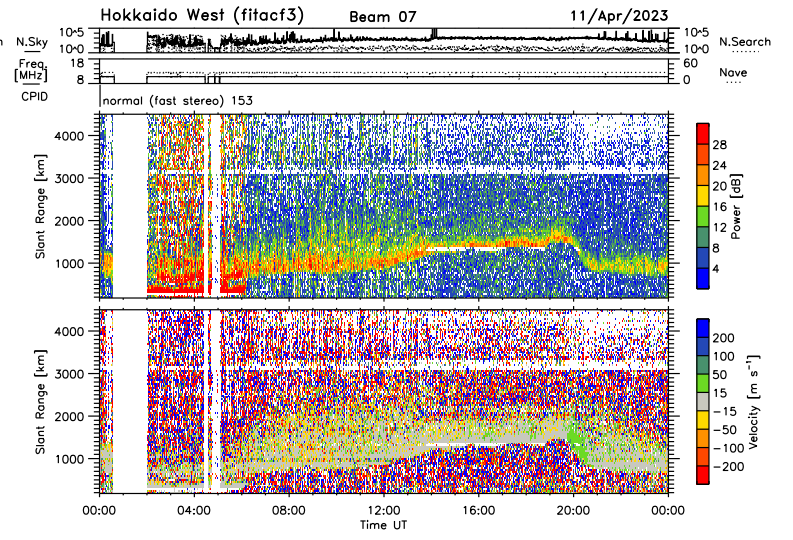 Hokkaido West (fitacf3) Beam 07 11/Apr/2023
N.Sky 10^5 10^5 N.Search
10^0 10^0
Freq. [MHz] 18 60 Nave
8 0
CPID normal (fast stereo) 153
Slant Range [km]
4000
3000
2000
1000
28
24
20
16
12
8
4
Power [dB]
Slant Range [km]
4000
3000
2000
1000
200
100
50
15
-15
-50
-100
-200
Velocity [m s⁻¹]
00:00 04:00 08:00 12:00 16:00 20:00 00:00
Time UT